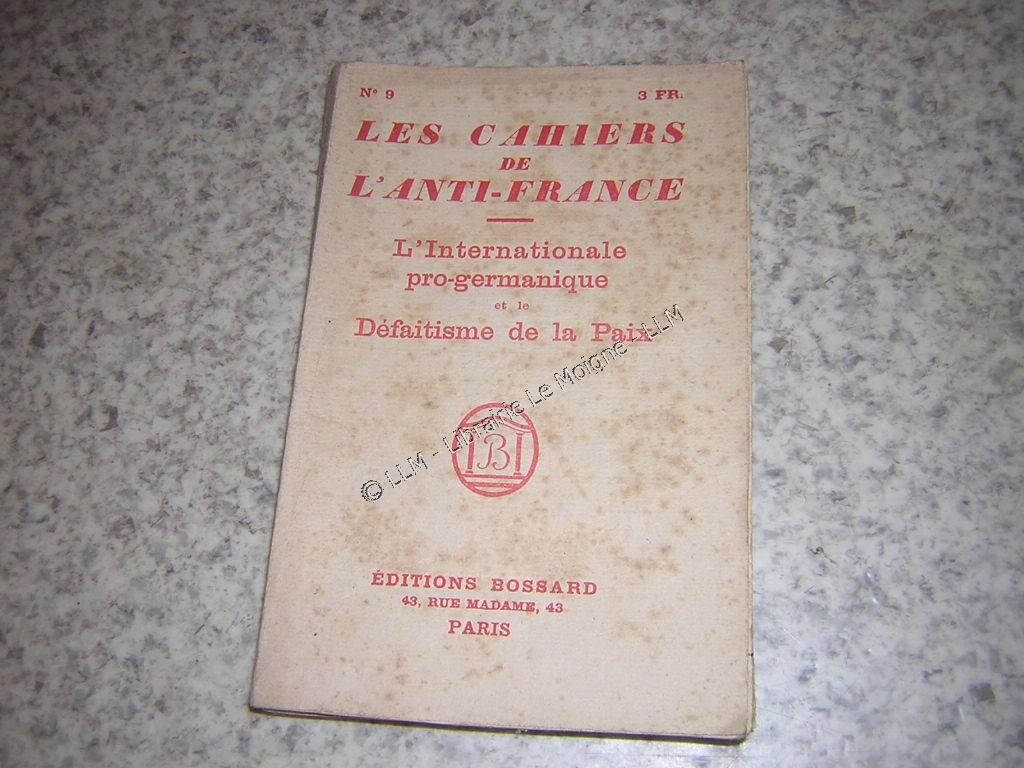 N° 9
3 FR.
LES CAHIERS
DE
L'ANTI-FRANCE
L'Internationale
pro-germanique
et le
Défaitisme de la Paix
© LLM - Librairie Le Moigne, LLM
B
ÉDITIONS BOSSARD
43, RUE MADAME, 43
PARIS